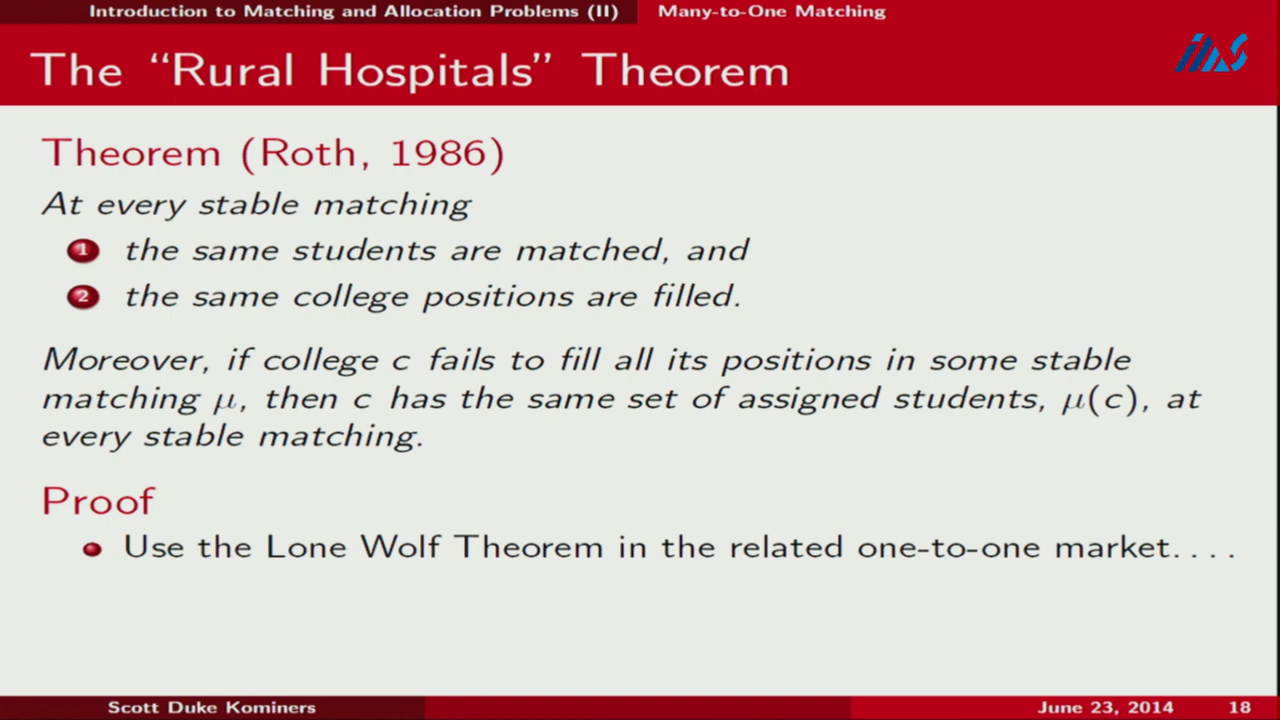 Introduction to Matching and Allocation Problems (II) Many-to-One Matching
The “Rural Hospitals” Theorem
IMS
Theorem (Roth, 1986)
At every stable matching
1 the same students are matched, and
2 the same college positions are filled.
Moreover, if college c fails to fill all its positions in some stable
matching μ, then c has the same set of assigned students, μ(c), at
every stable matching.
Proof
Use the Lone Wolf Theorem in the related one-to-one market. . . .
Scott Duke Kominers June 23, 2014 18